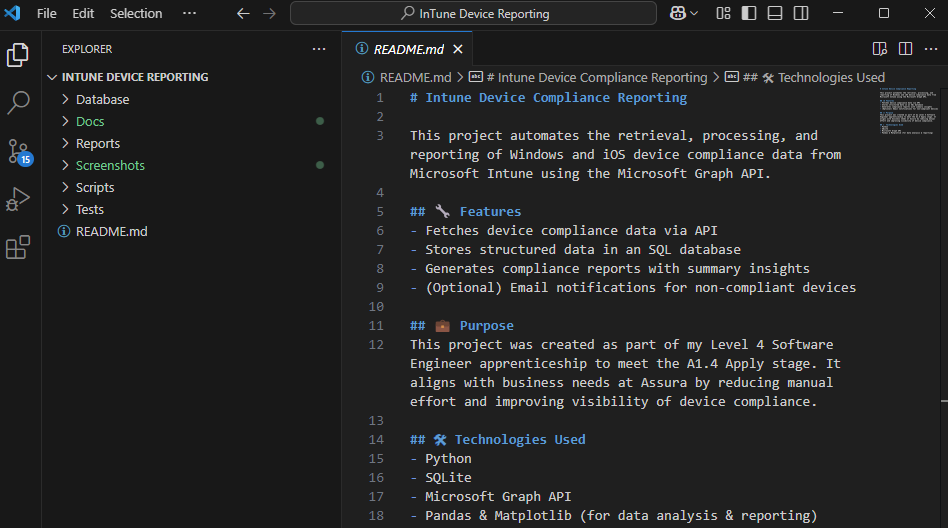 File Edit Selection ··· InTune Device Reporting
EXPLORER ···
INTUNE DEVICE REPORTING
Database
Docs
Reports
Screenshots
Scripts
Tests
README.md
15
README.md
README.md > # Intune Device Compliance Reporting > ## 🛠 Technologies Used
1 # Intune Device Compliance Reporting
2
3 This project automates the retrieval, processing, and
reporting of Windows and iOS device compliance data from
Microsoft Intune using the Microsoft Graph API.
4
5 ## 🔧 Features
6 - Fetches device compliance data via API
7 - Stores structured data in an SQL database
8 - Generates compliance reports with summary insights
9 - (Optional) Email notifications for non-compliant devices
10
11 ## 💼 Purpose
12 This project was created as part of my Level 4 Software
Engineer apprenticeship to meet the A1.4 Apply stage. It
aligns with business needs at Assura by reducing manual
effort and improving visibility of device compliance.
13
14 ## 🛠 Technologies Used
15 - Python
16 - SQLite
17 - Microsoft Graph API
18 - Pandas & Matplotlib (for data analysis & reporting)